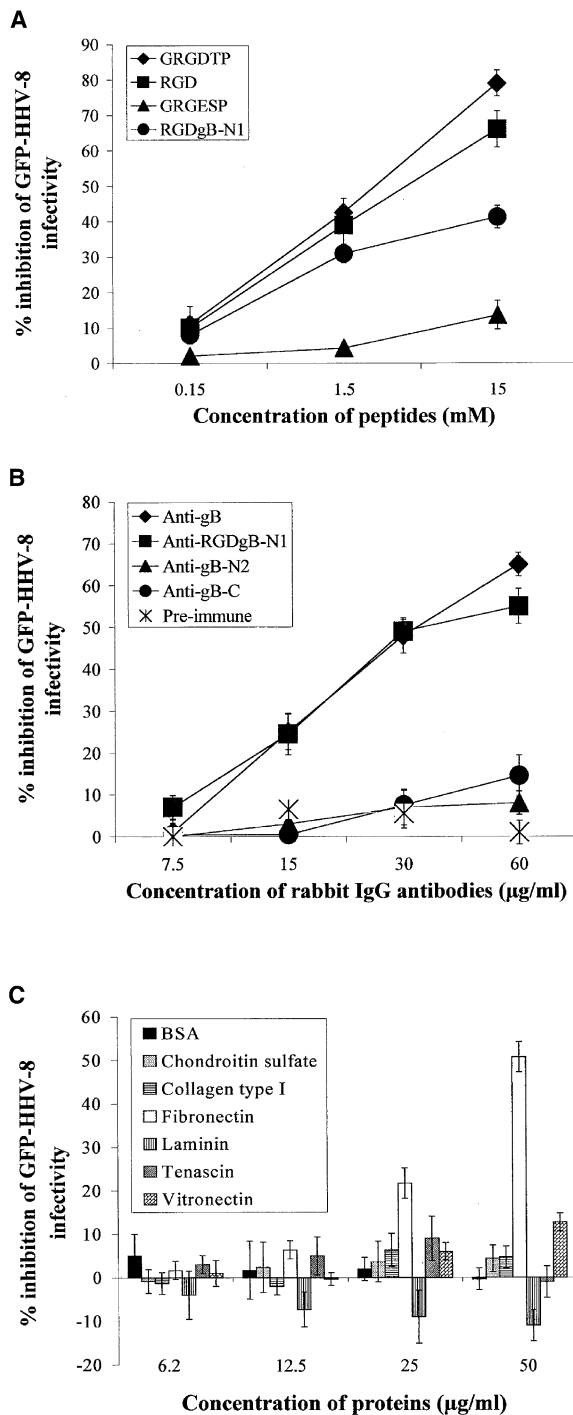 A
% inhibition of GFP-HHV-8
infectivity
90
80
70
60
50
40
30
20
10
0
GRGDTP
RGD
GRGESP
RGDgB-N1
0.15 1.5 15
Concentration of peptides (mM)
B
% inhibition of GFP-HHV-8
infectivity
80
70
60
50
40
30
20
10
0
Anti-gB
Anti-RGDgB-N1
Anti-gB-N2
Anti-gB-C
Pre-immune
7.5 15 30 60
Concentration of rabbit IgG antibodies (µg/ml)
C
% inhibition of GFP-HHV-8
infectivity
60
50
40
30
20
10
0
-10
-20
BSA
Chondroitin sulfate
Collagen type I
Fibronectin
Laminin
Tenascin
Vitronectin
6.2 12.5 25 50
Concentration of proteins (µg/ml)